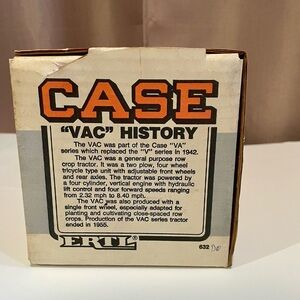 CASE
"VAC" HISTORY
The VAC was part of the Case "VA"
series which replaced the "V" series in 1942.
The VAC was a general purpose row
crop tractor. It was a two plow, four wheel
tricycle type unit with adjustable front wheels
and rear axles. The tractor was powered by
a four cylinder, vertical engine with hydraulic
lift control and four forward speeds ranging
from 2.32 mph to 8.40 mph.
The VAC was also produced with a
single front wheel, especially adapted for
planting and cultivating close-spaced row
crops. Production of the VAC series tractor
ended in 1955.
ERTL
632